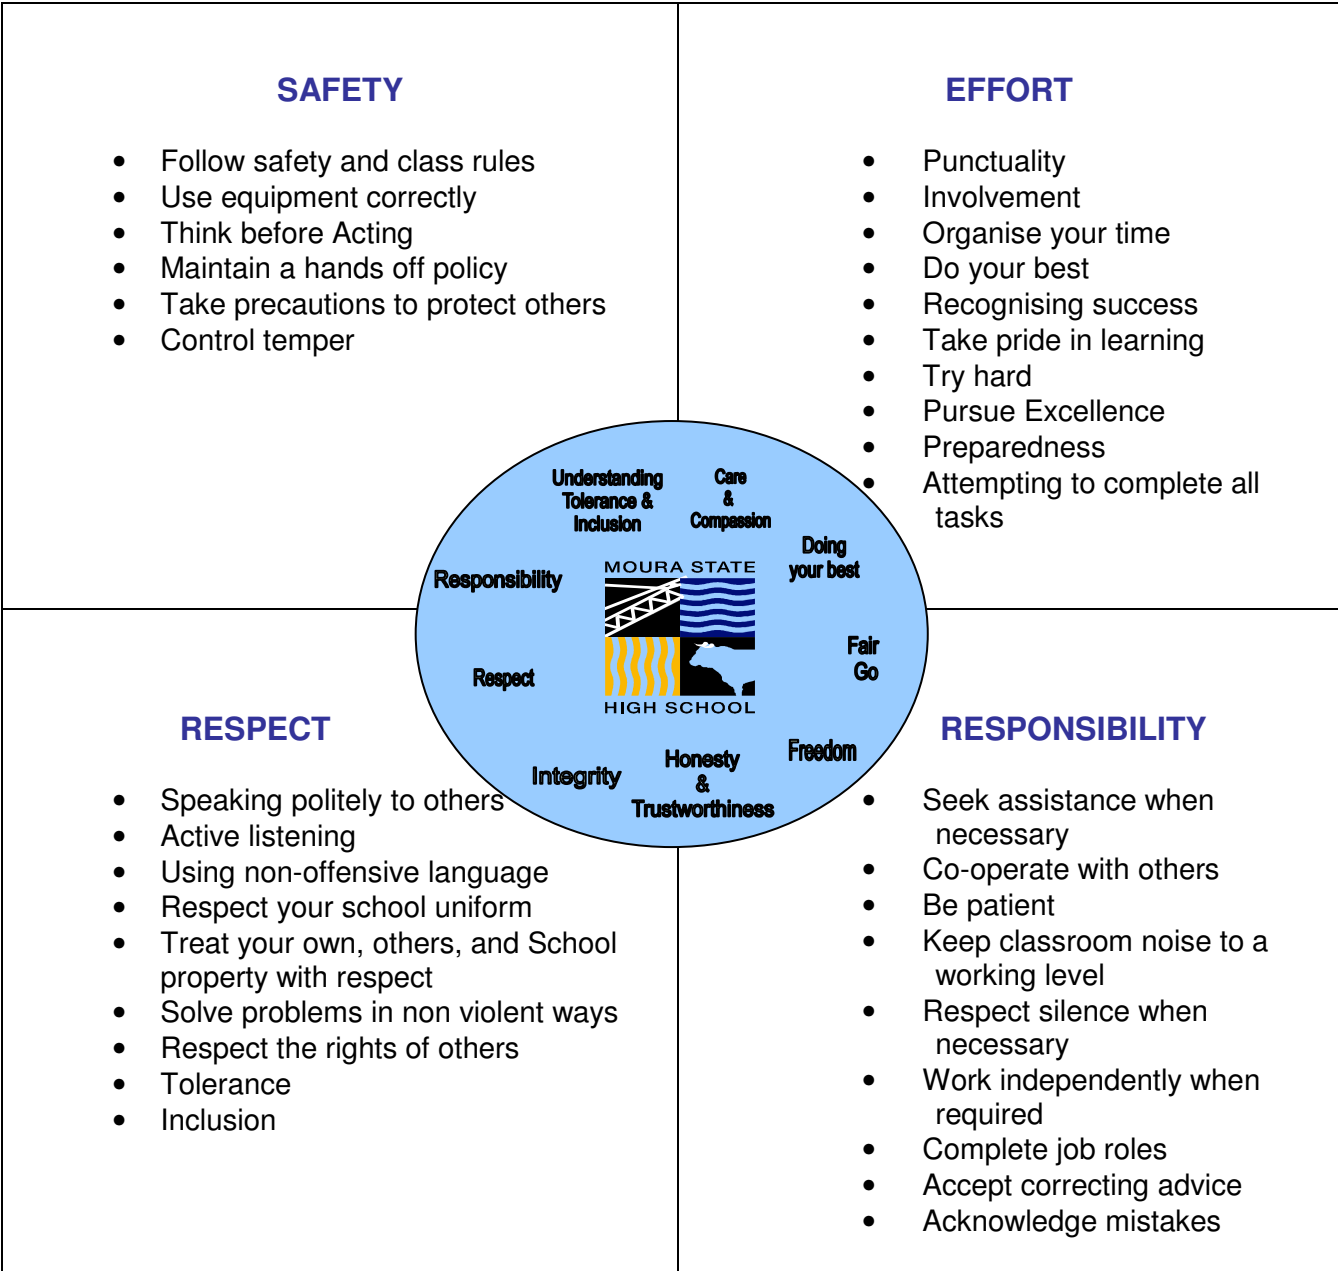 SAFETY
• Follow safety and class rules
• Use equipment correctly
• Think before Acting
• Maintain a hands off policy
• Take precautions to protect others
• Control temper
EFFORT
• Punctuality
• Involvement
• Organise your time
• Do your best
• Recognising success
• Take pride in learning
• Try hard
• Pursue Excellence
• Preparedness
• Attempting to complete all
tasks
Understanding
Tolerance &
Inclusion
Care
&
Compassion
Doing
your best
Responsibility
MOURA STATE
HIGH SCHOOL
Fair
Go
Respect
Freedom
Integrity
Honesty
&
Trustworthiness
RESPECT
• Speaking politely to others
• Active listening
• Using non-offensive language
• Respect your school uniform
• Treat your own, others, and School
property with respect
• Solve problems in non violent ways
• Respect the rights of others
• Tolerance
• Inclusion
RESPONSIBILITY
• Seek assistance when
necessary
• Co-operate with others
• Be patient
• Keep classroom noise to a
working level
• Respect silence when
necessary
• Work independently when
required
• Complete job roles
• Accept correcting advice
• Acknowledge mistakes